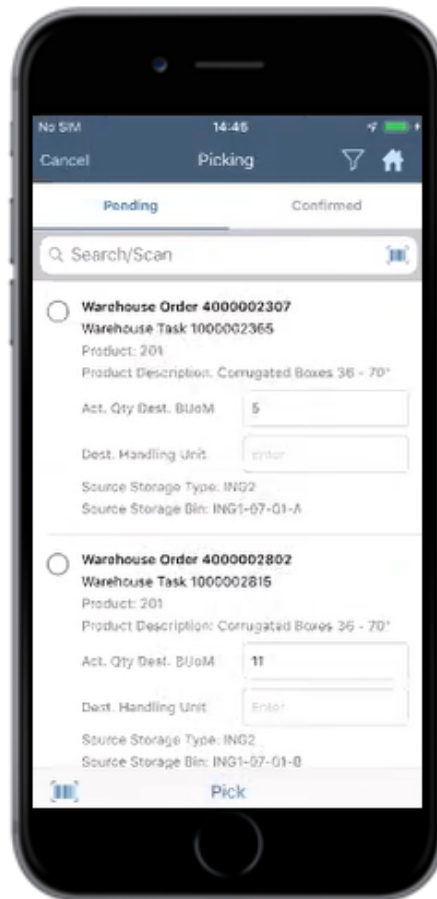 No SIM 14:46
Cancel Picking
Pending Confirmed
Search/Scan
Warehouse Order 4000002307
Warehouse Task 1000002365
Product: 201
Product Description: Corrugated Boxes 36 - 70"
Act. Qty Dest. BUoM 5
Dest. Handling Unit Enter
Source Storage Type: ING2
Source Storage Bin: ING1-07-01-A
Warehouse Order 4000002802
Warehouse Task 1000002815
Product: 201
Product Description: Corrugated Boxes 36 - 70"
Act. Qty Dest. BUoM 11
Dest. Handling Unit Enter
Source Storage Type: ING2
Source Storage Bin: ING1-07-01-B
Pick